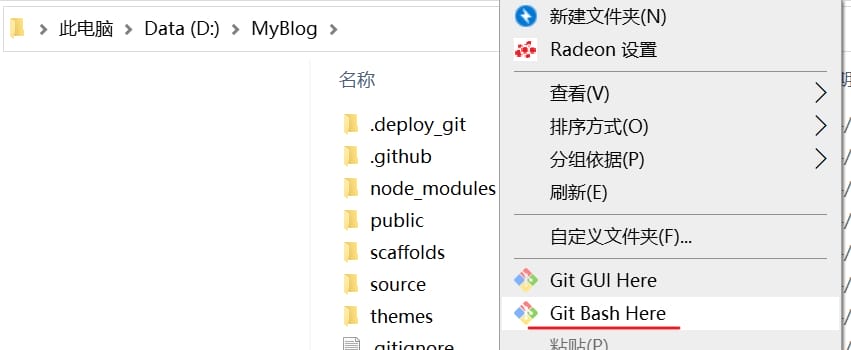 此电脑 > Data (D:) > MyBlog >
名称
.deploy_git
.github
node_modules
public
scaffolds
source
themes
.gitignore
新建文件夹(N)
Radeon 设置
查看(V)
排序方式(O)
分组依据(P)
刷新(E)
自定义文件夹(F)...
Git GUI Here
Git Bash Here
粘贴(P)